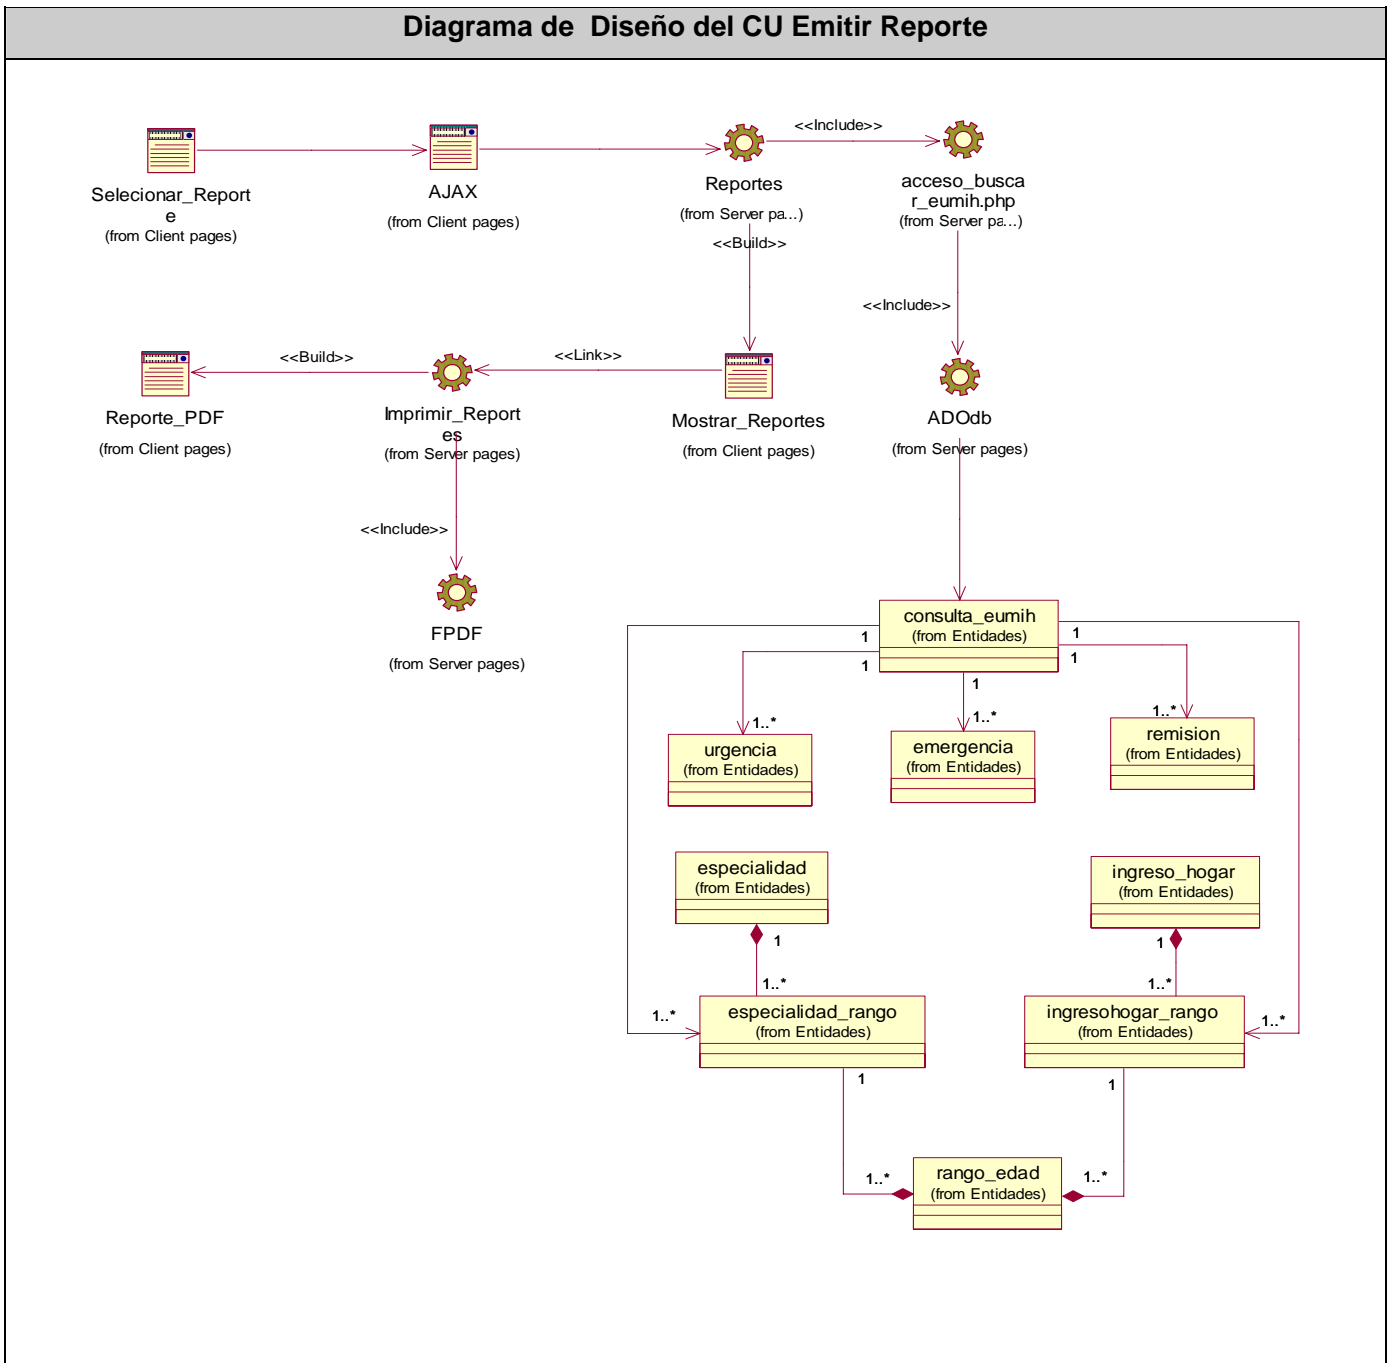 Diagrama de  Diseño del CU Emitir Reporte
<<Include>>
Selecionar_Report
e
(from Client pages)
AJAX
(from Client pages)
Reportes
(from Server pa...)
acceso_busca
r_eumih.php
(from Server pa...)
<<Build>>
<<Include>>
<<Build>>
<<Link>>
Reporte_PDF
(from Client pages)
Imprimir_Report
es
(from Server pages)
Mostrar_Reportes
(from Client pages)
ADOdb
(from Server pages)
<<Include>>
FPDF
(from Server pages)
consulta_eumih
(from Entidades)
1
1
1
1
1
1..*
1..*
1..*
urgencia
(from Entidades)
emergencia
(from Entidades)
remision
(from Entidades)
especialidad
(from Entidades)
ingreso_hogar
(from Entidades)
1
1
1..*
1..*
1..*
1..*
especialidad_rango
(from Entidades)
ingresohogar_rango
(from Entidades)
1
1
1..*
1..*
rango_edad
(from Entidades)